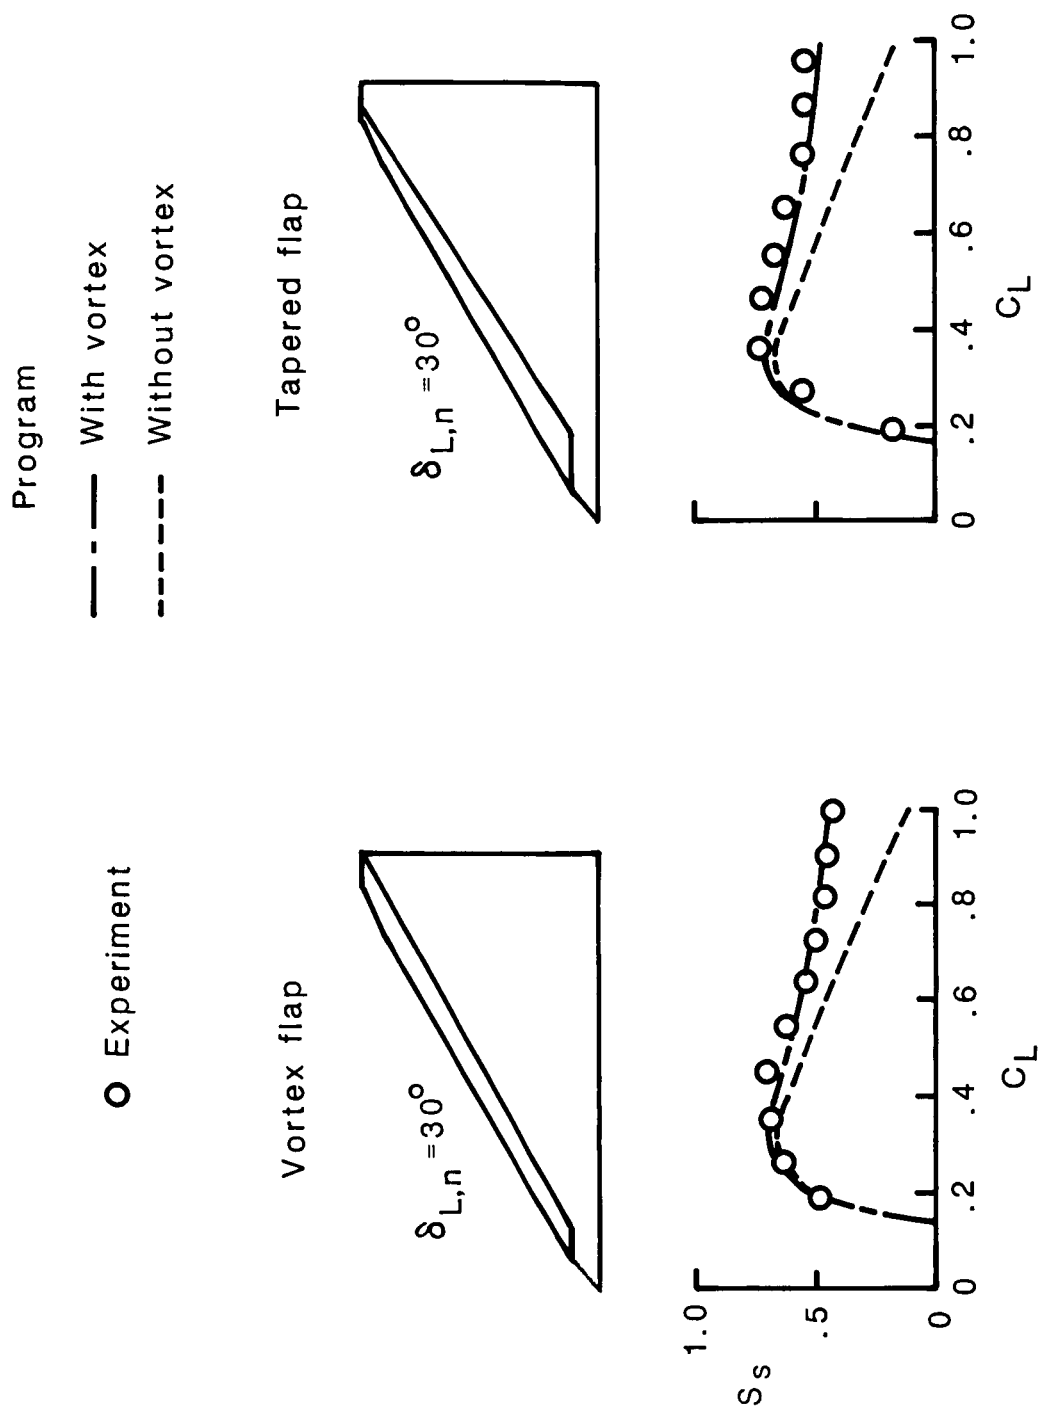 Program
With vortex
Experiment
Without vortex
Vortex flap
Tapered flap
δL,n =30°
δL,n =30°
1.0
.5
0
Ss
0
.2
.4
.6
.8
1.0
CL
0
.2
.4
.6
.8
1.0
CL